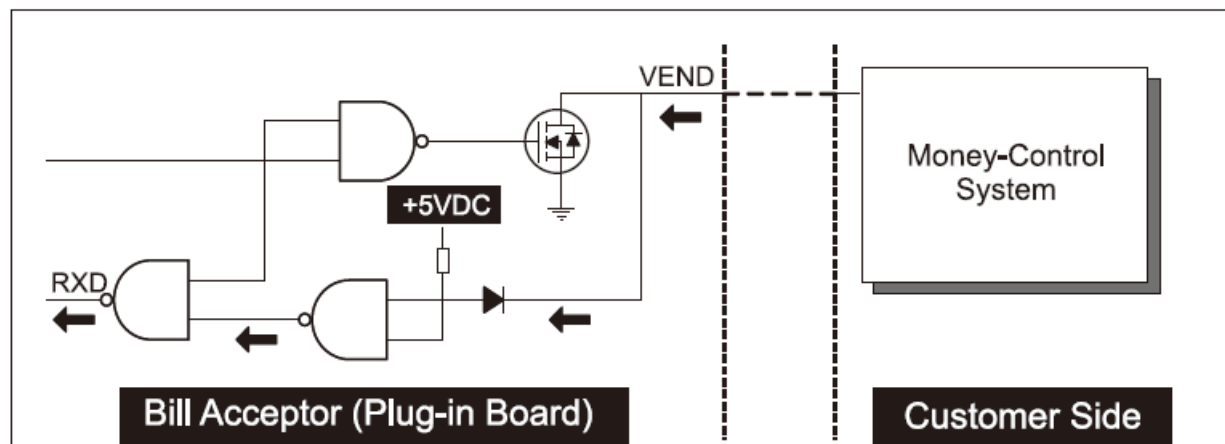 VEND
Money-Control
System
+5VDC
RXD
Bill Acceptor (Plug-in Board)
Customer Side